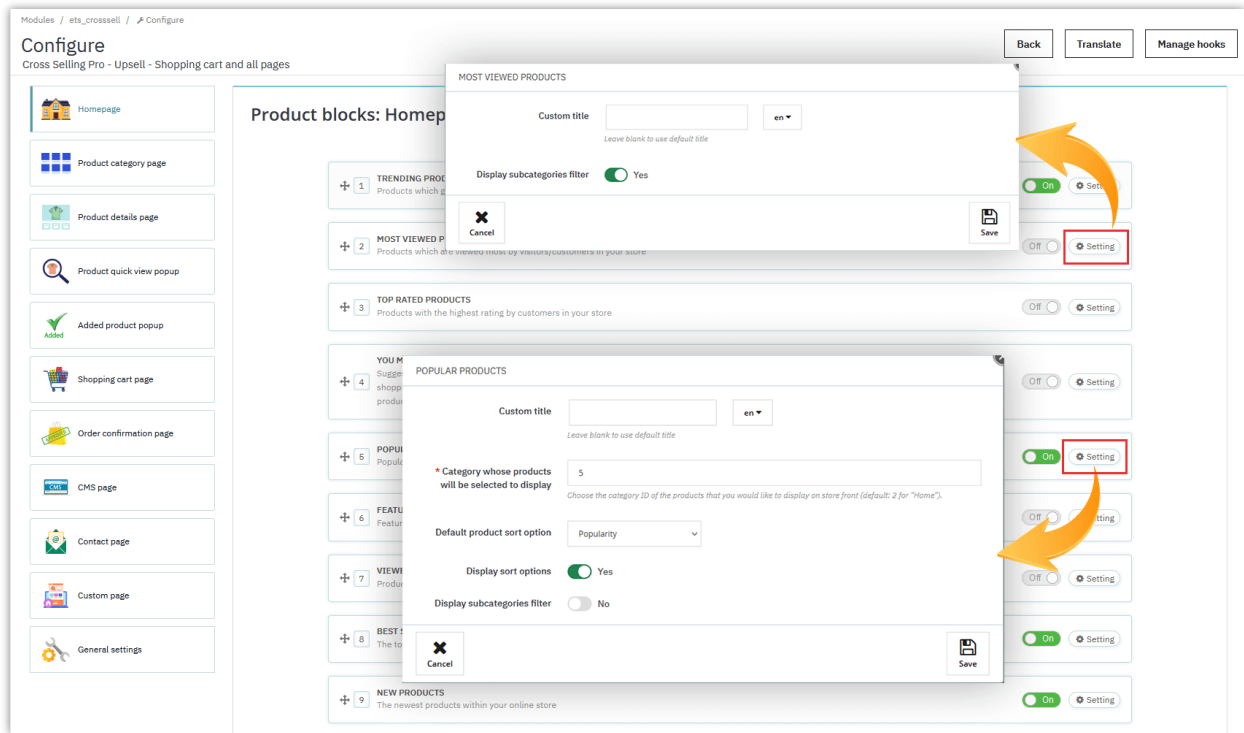 Modules / ets_crosssell / Configure
Configure
Cross Selling Pro - Upsell - Shopping cart and all pages
Back
Translate
Manage hooks
Homepage
Product category page
Product details page
Product quick view popup
Added
Added product popup
Shopping cart page
Order confirmation page
CMS
CMS page
Contact page
Custom page
General settings
Product blocks: Homep
1 TRENDING PROD
Products which g
On
Sett
2 MOST VIEWED P
Products which are viewed most by visitors/customers in your store
Off
Setting
3 TOP RATED PRODUCTS
Products with the highest rating by customers in your store
Off
Setting
4 YOU M
Sugges
shopp
produ
Off
Setting
5 POPU
Popula
On
Setting
6 FEATU
Featur
Off
tting
7 VIEWE
Produc
Off
Setting
8 BEST S
The to
On
Setting
9 NEW PRODUCTS
The newest products within your online store
On
Setting
MOST VIEWED PRODUCTS
Custom title
en
Leave blank to use default title
Display subcategories filter
Yes
Cancel
Save
POPULAR PRODUCTS
Custom title
en
Leave blank to use default title
* Category whose products
will be selected to display
5
Choose the category ID of the products that you would like to display on store front (default: 2 for "Home").
Default product sort option
Popularity
Display sort options
Yes
Display subcategories filter
No
Cancel
Save